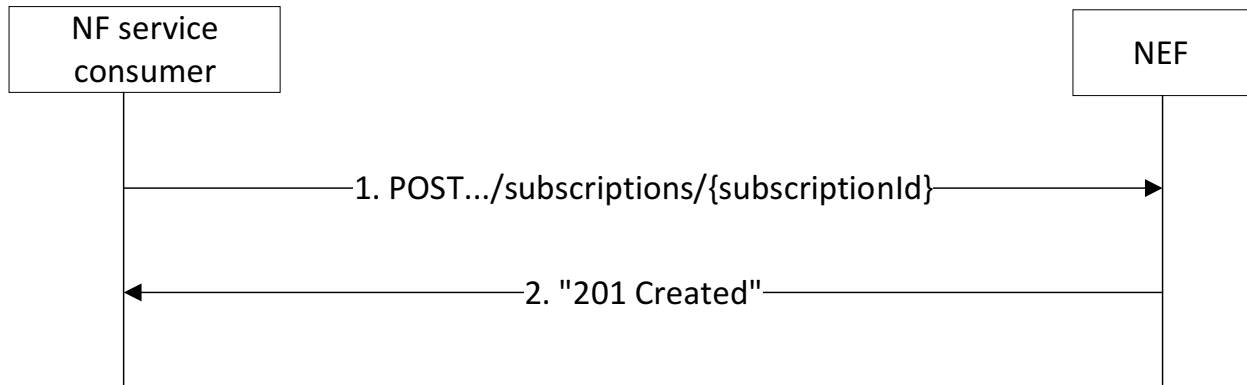 NF service
consumer
NEF
1. POST.../subscriptions/{subscriptionId}
2. "201 Created"